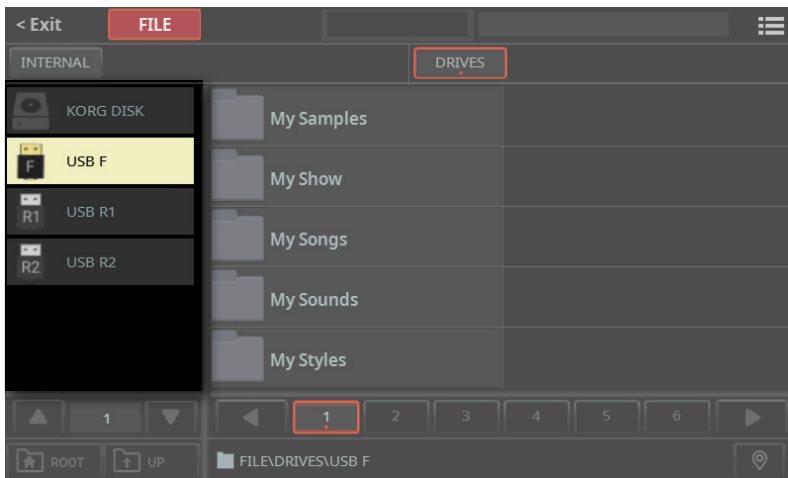 < Exit FILE
INTERNAL DRIVES
KORG DISK
F USB F
R1 USB R1
R2 USB R2
My Samples
My Show
My Songs
My Sounds
My Styles
1 1 2 3 4 5 6
ROOT UP FILE\DRIVES\USB F